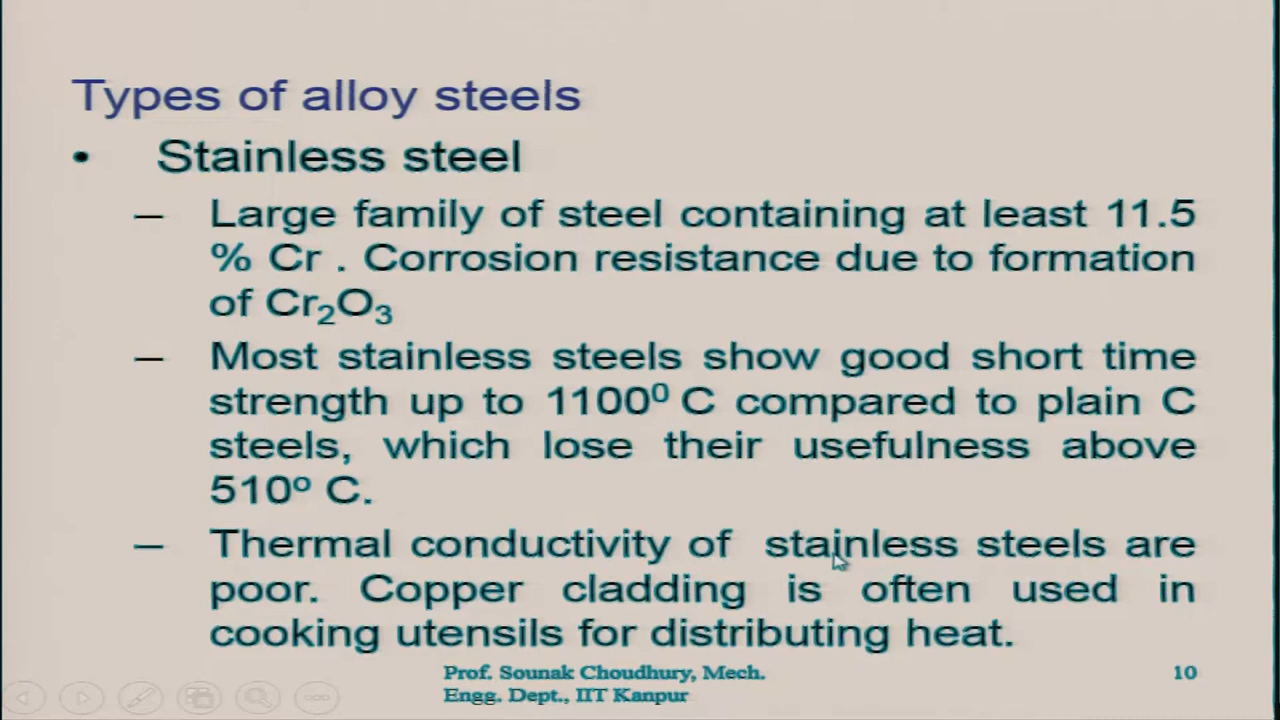 Types of alloy steels
• Stainless steel
– Large family of steel containing at least 11.5
% Cr . Corrosion resistance due to formation
of Cr₂O₃
– Most stainless steels show good short time
strength up to 1100⁰ C compared to plain C
steels, which lose their usefulness above
510º C.
– Thermal conductivity of stainless steels are
poor. Copper cladding is often used in
cooking utensils for distributing heat.
Prof. Sounak Choudhury, Mech.
Engg. Dept., IIT Kanpur
10